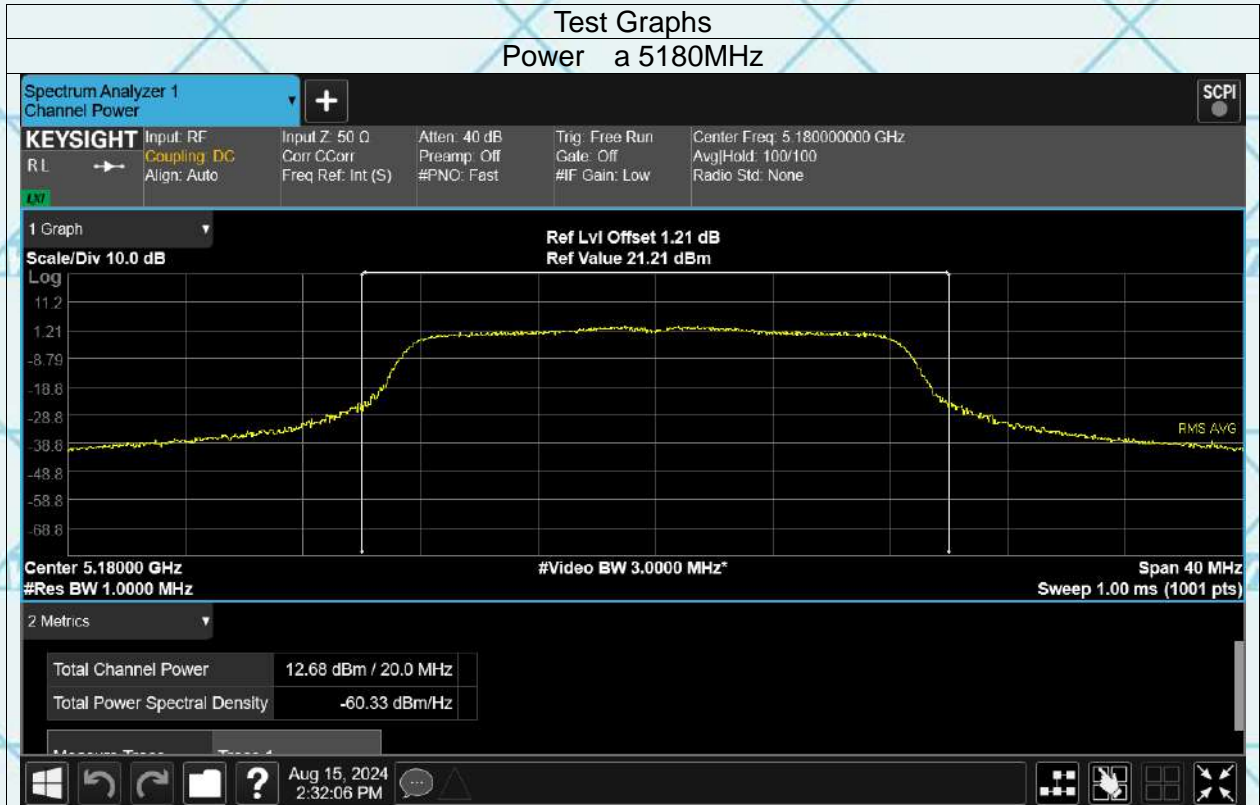 Test Graphs
Power a 5180MHz
Spectrum Analyzer 1
Channel Power
+
SCPI
KEYSIGHT
RL
LXI
Input: RF
Coupling: DC
Align: Auto
Input Z: 50 Ω
Corr CCorr
Freq Ref: Int (S)
Atten: 40 dB
Preamp: Off
#PNO: Fast
Trig: Free Run
Gate: Off
#IF Gain: Low
Center Freq: 5.180000000 GHz
Avg|Hold: 100/100
Radio Std: None
1 Graph
Scale/Div 10.0 dB
Ref Lvl Offset 1.21 dB
Ref Value 21.21 dBm
Log
11.2
1.21
-8.79
-18.8
-28.8
-38.8
-48.8
-58.8
-68.8
RMS AVG
Center 5.18000 GHz
#Video BW 3.0000 MHz*
Span 40 MHz
#Res BW 1.0000 MHz
Sweep 1.00 ms (1001 pts)
2 Metrics
Total Channel Power 12.68 dBm / 20.0 MHz
Total Power Spectral Density -60.33 dBm/Hz
?
Aug 15, 2024
2:32:06 PM